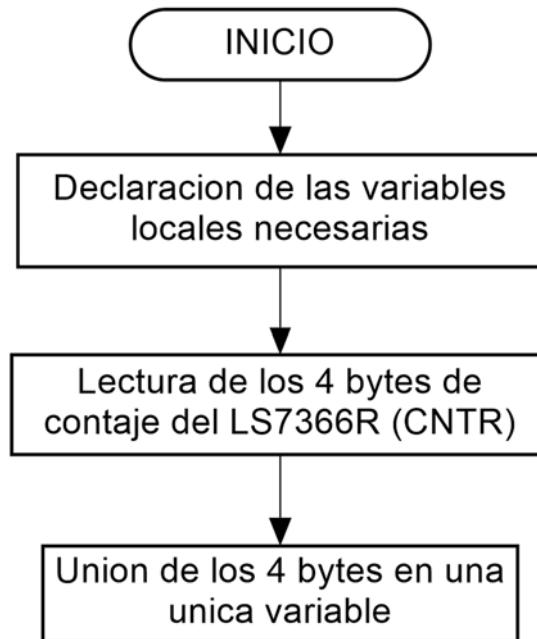 INICIO
Declaracion de las variables
locales necesarias
Lectura de los 4 bytes de
contaje del LS7366R (CNTR)
Union de los 4 bytes en una
unica variable